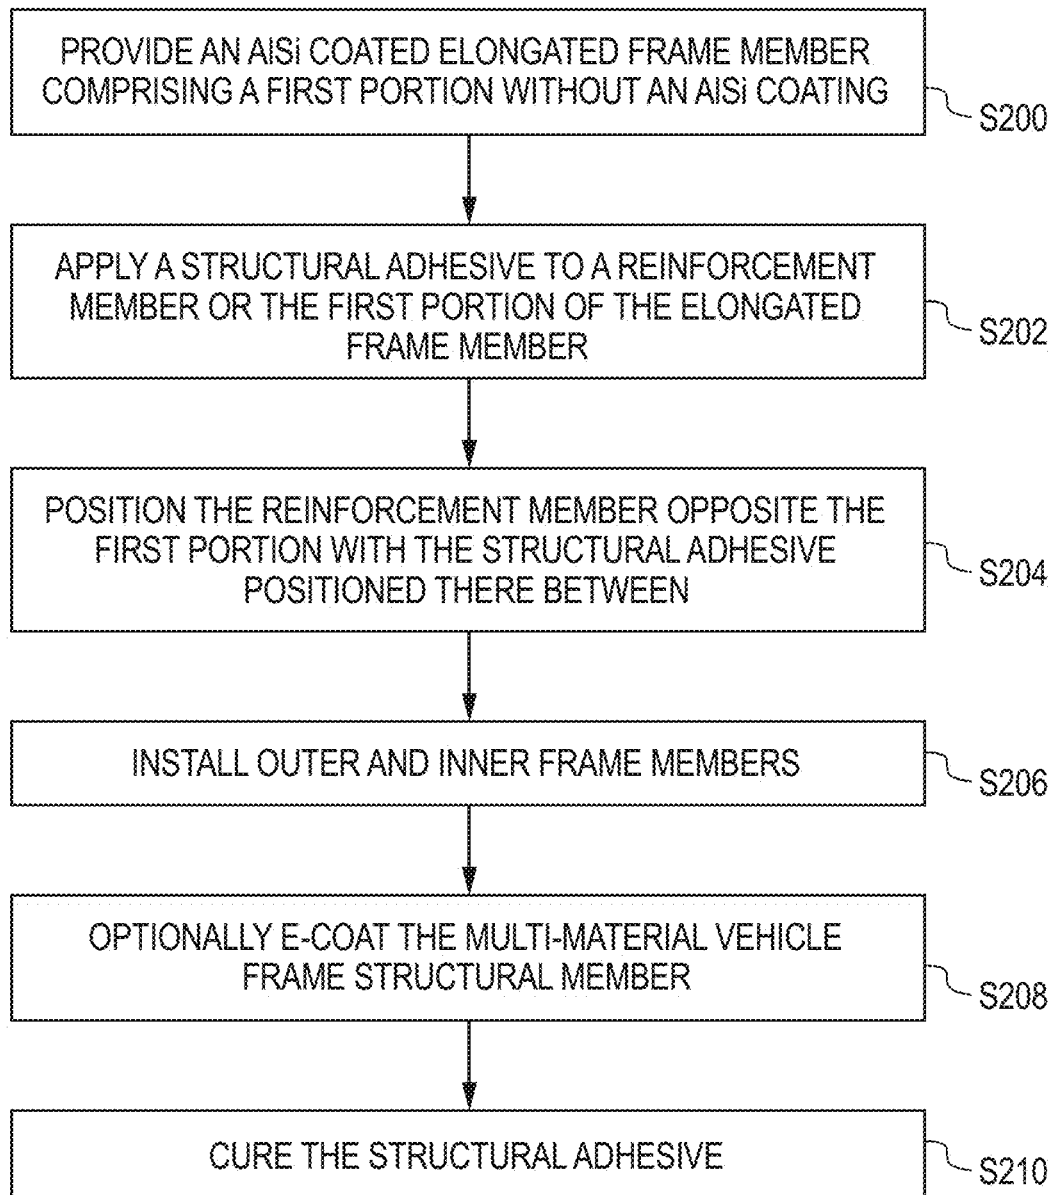 PROVIDE AN AlSi COATED ELONGATED FRAME MEMBER
COMPRISING A FIRST PORTION WITHOUT AN AlSi COATING
S200
APPLY A STRUCTURAL ADHESIVE TO A REINFORCEMENT
MEMBER OR THE FIRST PORTION OF THE ELONGATED
FRAME MEMBER
S202
POSITION THE REINFORCEMENT MEMBER OPPOSITE THE
FIRST PORTION WITH THE STRUCTURAL ADHESIVE
POSITIONED THERE BETWEEN
S204
INSTALL OUTER AND INNER FRAME MEMBERS
S206
OPTIONALLY E-COAT THE MULTI-MATERIAL VEHICLE
FRAME STRUCTURAL MEMBER
S208
CURE THE STRUCTURAL ADHESIVE
S210